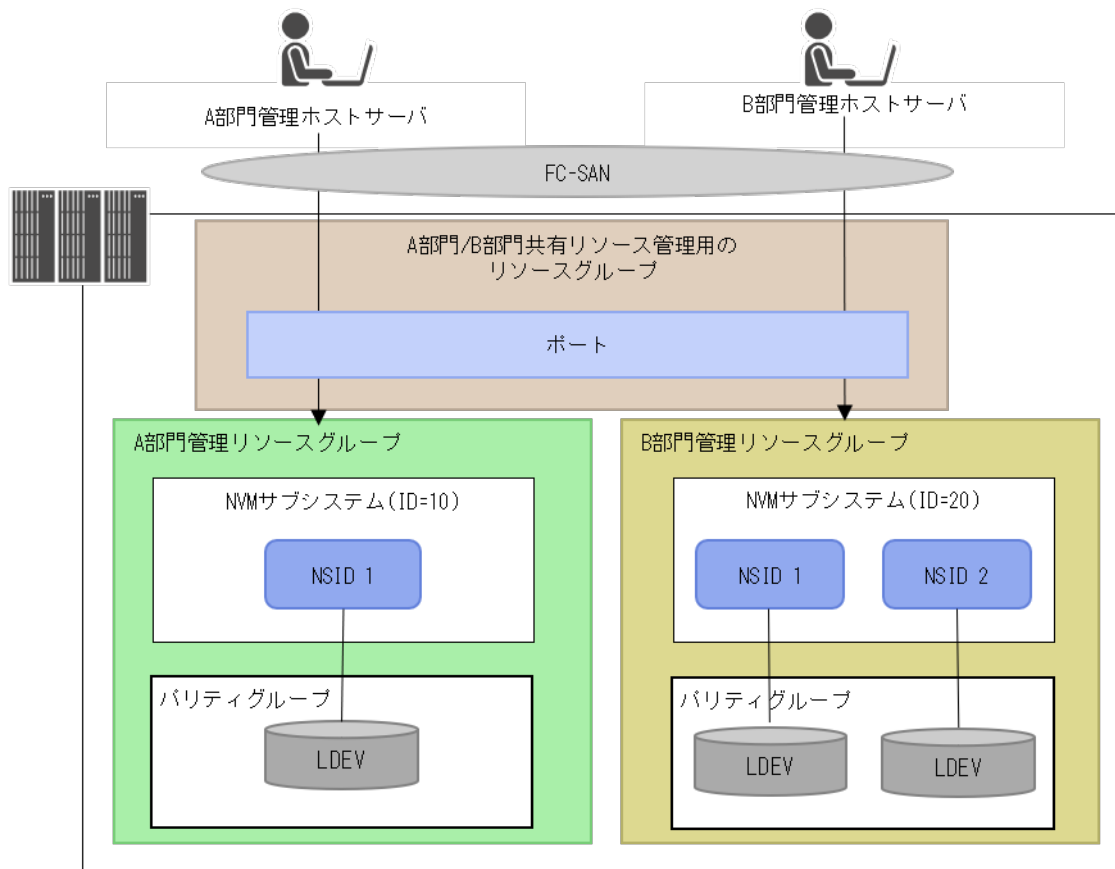 A部門管理ホストサーバ
B部門管理ホストサーバ
FC-SAN
A部門/B部門共有リソース管理用の
リソースグループ
ポート
A部門管理リソースグループ
B部門管理リソースグループ
NVMサブシステム(ID=10)
NVMサブシステム(ID=20)
NSID 1
NSID 1
NSID 2
パリティグループ
パリティグループ
LDEV
LDEV
LDEV